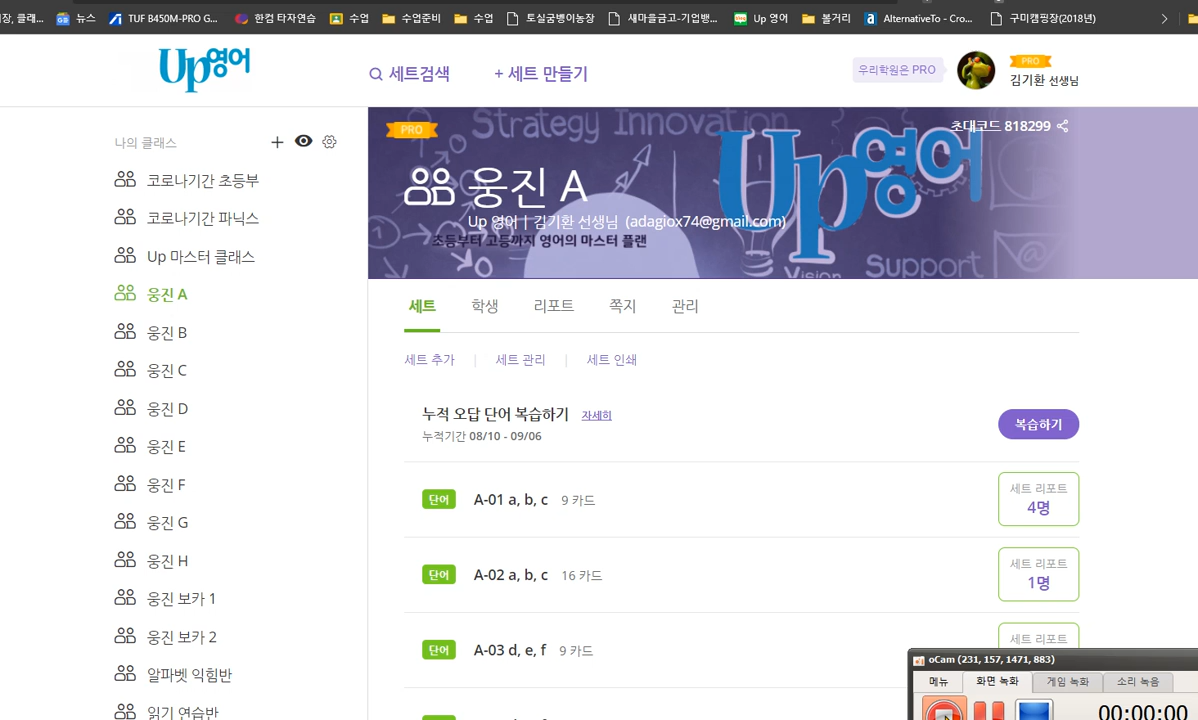 장, 클래...
뉴스
TUF B450M-PRO G...
한컴 타자연습
수업
수업준비
수업
토실굼벵이농장
새마을금고-기업뱅...
Up 영어
볼거리
AlternativeTo - Cro...
구미캠핑장(2018년)
Up영어
세트검색
+ 세트 만들기
우리학원은 PRO
PRO
김기환 선생님
나의 클래스
코로나기간 초등부
코로나기간 파닉스
Up 마스터 클래스
웅진 A
웅진 B
웅진 C
웅진 D
웅진 E
웅진 F
웅진 G
웅진 H
웅진 보카 1
웅진 보카 2
알파벳 익힘반
읽기 연습반
PRO
Strategy Innovation
초대코드 818299
Up영어
웅진 A
Up 영어 | 김기환 선생님 (adagiox74@gmail.com)
초등부터 고등까지 영어의 마스터 플랜
Vision
Support
세트
학생
리포트
쪽지
관리
세트 추가
세트 관리
세트 인쇄
누적 오답 단어 복습하기 자세히
누적기간 08/10 - 09/06
복습하기
단어 A-01 a, b, c 9 카드
세트 리포트
4명
단어 A-02 a, b, c 16 카드
세트 리포트
1명
단어 A-03 d, e, f 9 카드
세트 리포트
oCam (231, 157, 1471, 883)
메뉴
화면 녹화
게임 녹화
소리 녹음
00:00:00